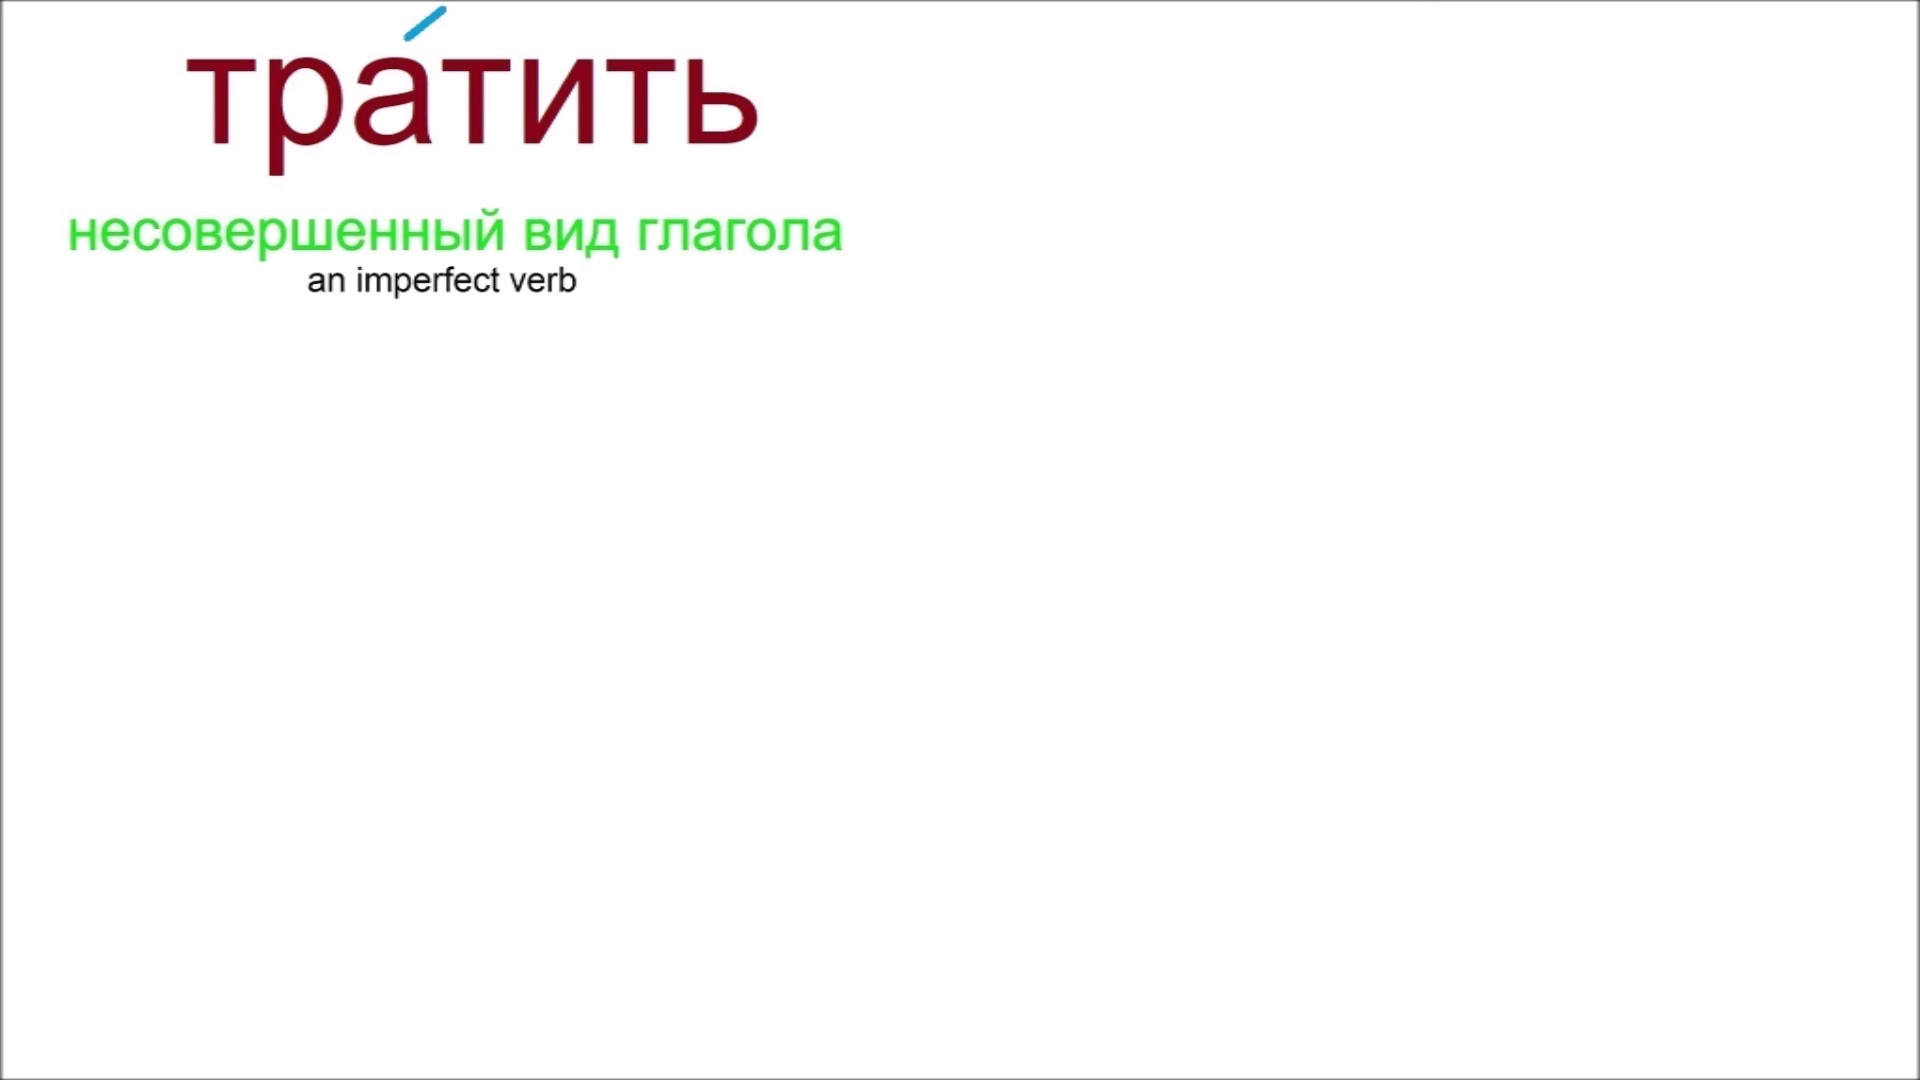 тра́тить
несовершенный вид глагола
an imperfect verb